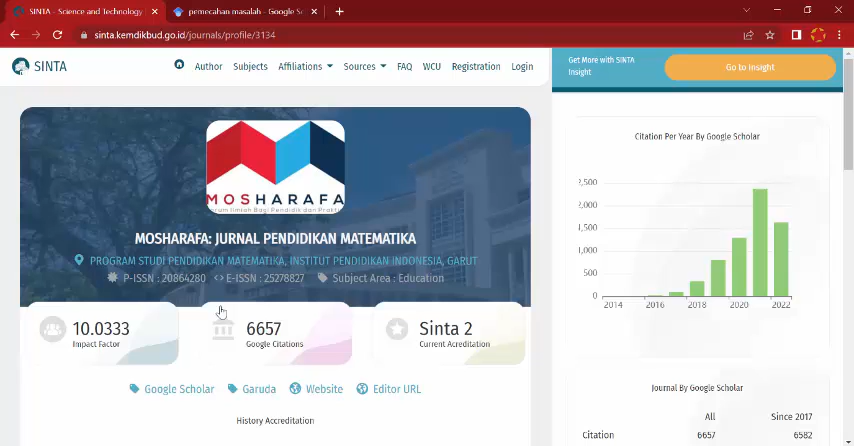 SINTA - Science and Technology
pemecahan masalah - Google Sc
sinta.kemdikbud.go.id/journals/profile/3134
SINTA
Author
Subjects
Affiliations
Sources
FAQ
WCU
Registration
Login
Get More with SINTA
Insight
Go to Insight
MOSHARAFA
MOSHARAFA: JURNAL PENDIDIKAN MATEMATIKA
PROGRAM STUDI PENDIDIKAN MATEMATIKA, INSTITUT PENDIDIKAN INDONESIA, GARUT
P-ISSN : 20864280 <> E-ISSN : 25278827 Subject Area : Education
10.0333
Impact Factor
6657
Google Citations
Sinta 2
Current Acreditation
Google Scholar
Garuda
Website
Editor URL
History Accreditation
Citation Per Year By Google Scholar
2,500
2,000
1,500
1,000
500
0
2014 2016 2018 2020 2022
Journal By Google Scholar
All Since 2017
Citation 6657 6582